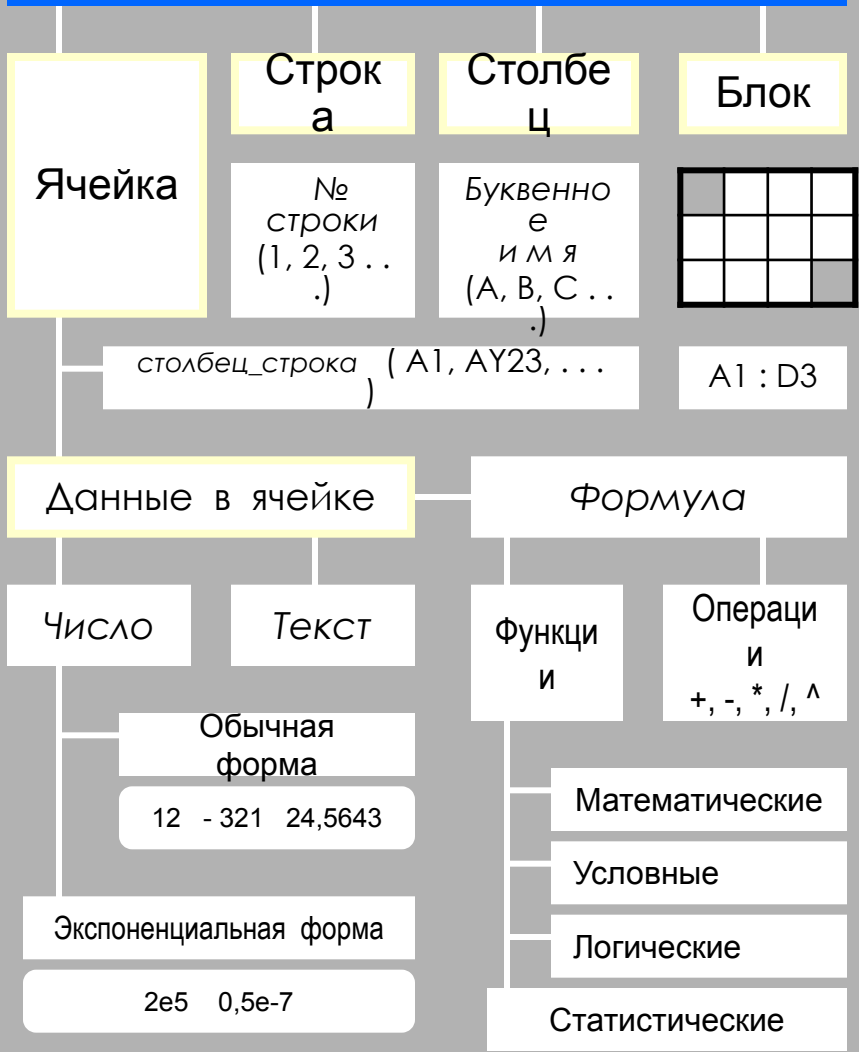 Ячейка
Строк
а
Столбе
ц
Блок
№
строки
(1, 2, 3 . .
.)
Буквенно
е
и м я
(A, B, C . .
.)
столбец_строка ( A1, AY23, . . .
)
A1 : D3
Данные в ячейке
Формула
Число
Текст
Функци
и
Операци
и
+, -, *, /, ^
Обычная
форма
12 - 321 24,5643
Экспоненциальная форма
2e5 0,5e-7
Математические
Условные
Логические
Статистические